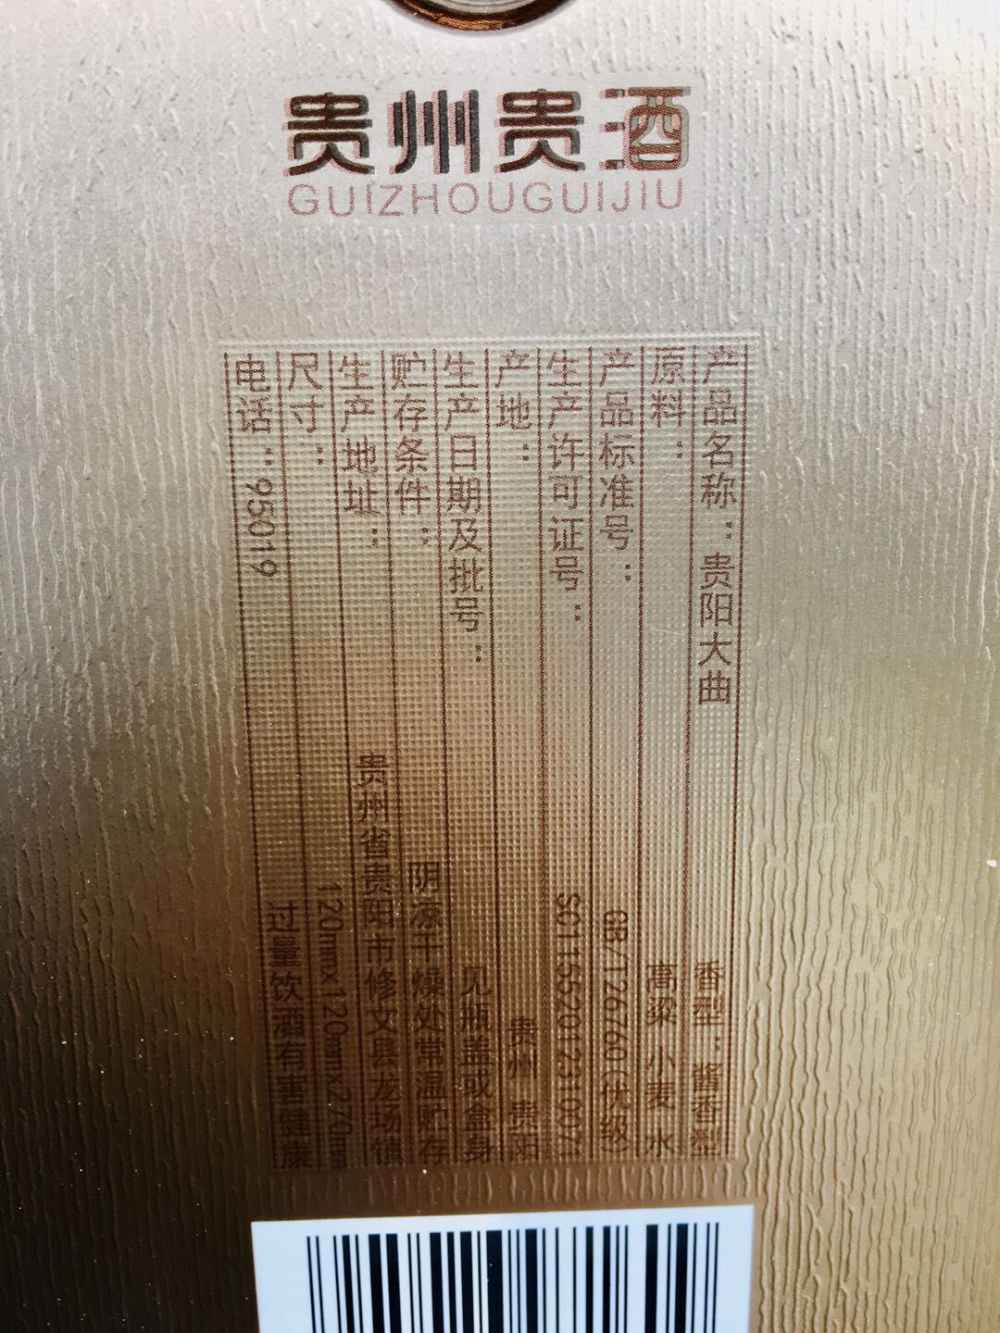 贵州贵酒
GUIZHOUGUIJIU
产品名称：贵阳大曲 香型：酱香型
原料： 高粱 小麦 水
产品标准号： GB/T26760(优级)
生产许可证号： SC11552012310071
产地： 贵州 贵阳
生产日期及批号： 见瓶盖或盒身
贮存条件： 阴凉干燥处常温贮存
生产地址： 贵州省贵阳市修文县龙场镇
尺寸： 120mmx120mmx270mm
电话：95019 过量饮酒有害健康